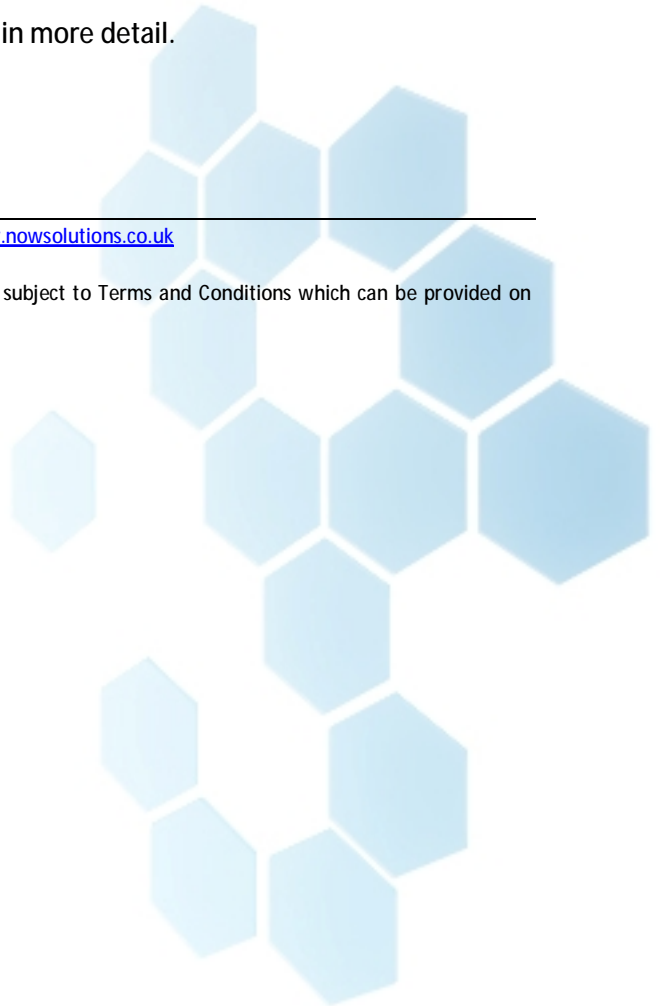 in more detail.
.nowsolutions.co.uk
subject to Terms and Conditions which can be provided on